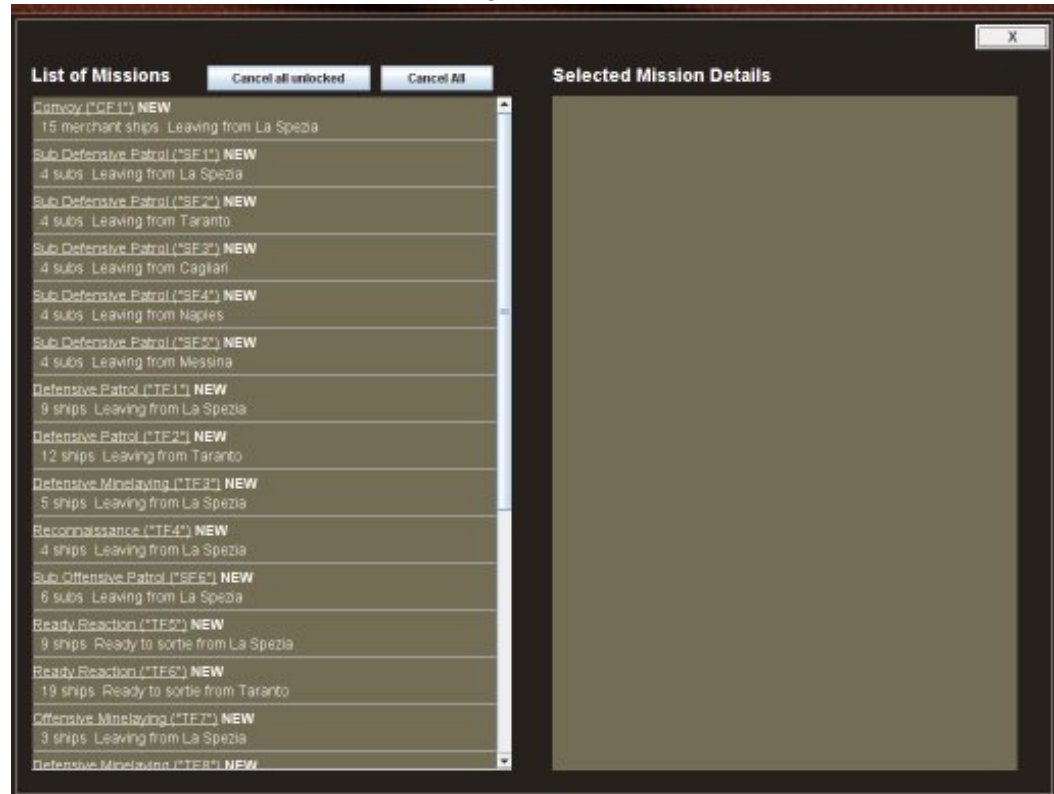 X
List of Missions
Cancel all unlocked
Cancel All
Selected Mission Details
Convoy ("CF1") NEW
15 merchant ships Leaving from La Spezia
Sub Defensive Patrol ("SF1") NEW
4 subs Leaving from La Spezia
Sub Defensive Patrol ("SF2") NEW
4 subs Leaving from Taranto
Sub Defensive Patrol ("SF3") NEW
4 subs Leaving from Cagliari
Sub Defensive Patrol ("SF4") NEW
4 subs Leaving from Naples
Sub Defensive Patrol ("SF5") NEW
4 subs Leaving from Messina
Defensive Patrol ("TF1") NEW
9 ships Leaving from La Spezia
Defensive Patrol ("TF2") NEW
12 ships Leaving from Taranto
Defensive Minelaying ("TF3") NEW
5 ships Leaving from La Spezia
Reconnaissance ("TF4") NEW
4 ships Leaving from La Spezia
Sub Offensive Patrol ("SF6") NEW
6 subs Leaving from La Spezia
Ready Reaction ("TF5") NEW
9 ships Ready to sortie from La Spezia
Ready Reaction ("TF6") NEW
19 ships Ready to sortie from Taranto
Offensive Minelaying ("TF7") NEW
3 ships Leaving from La Spezia
Defensive Minelaying ("TF8") NEW